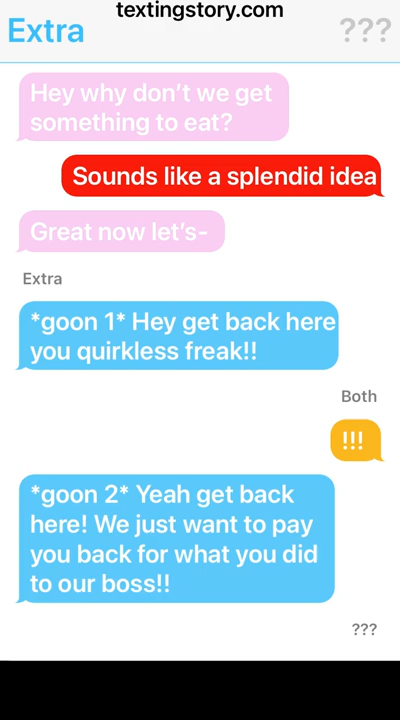 textingstory.com
Extra
???
Hey why don't we get
something to eat?
Sounds like a splendid idea
Great now let's-
Extra
*goon 1* Hey get back here
you quirkless freak!!
Both
!!!
*goon 2* Yeah get back
here! We just want to pay
you back for what you did
to our boss!!
???